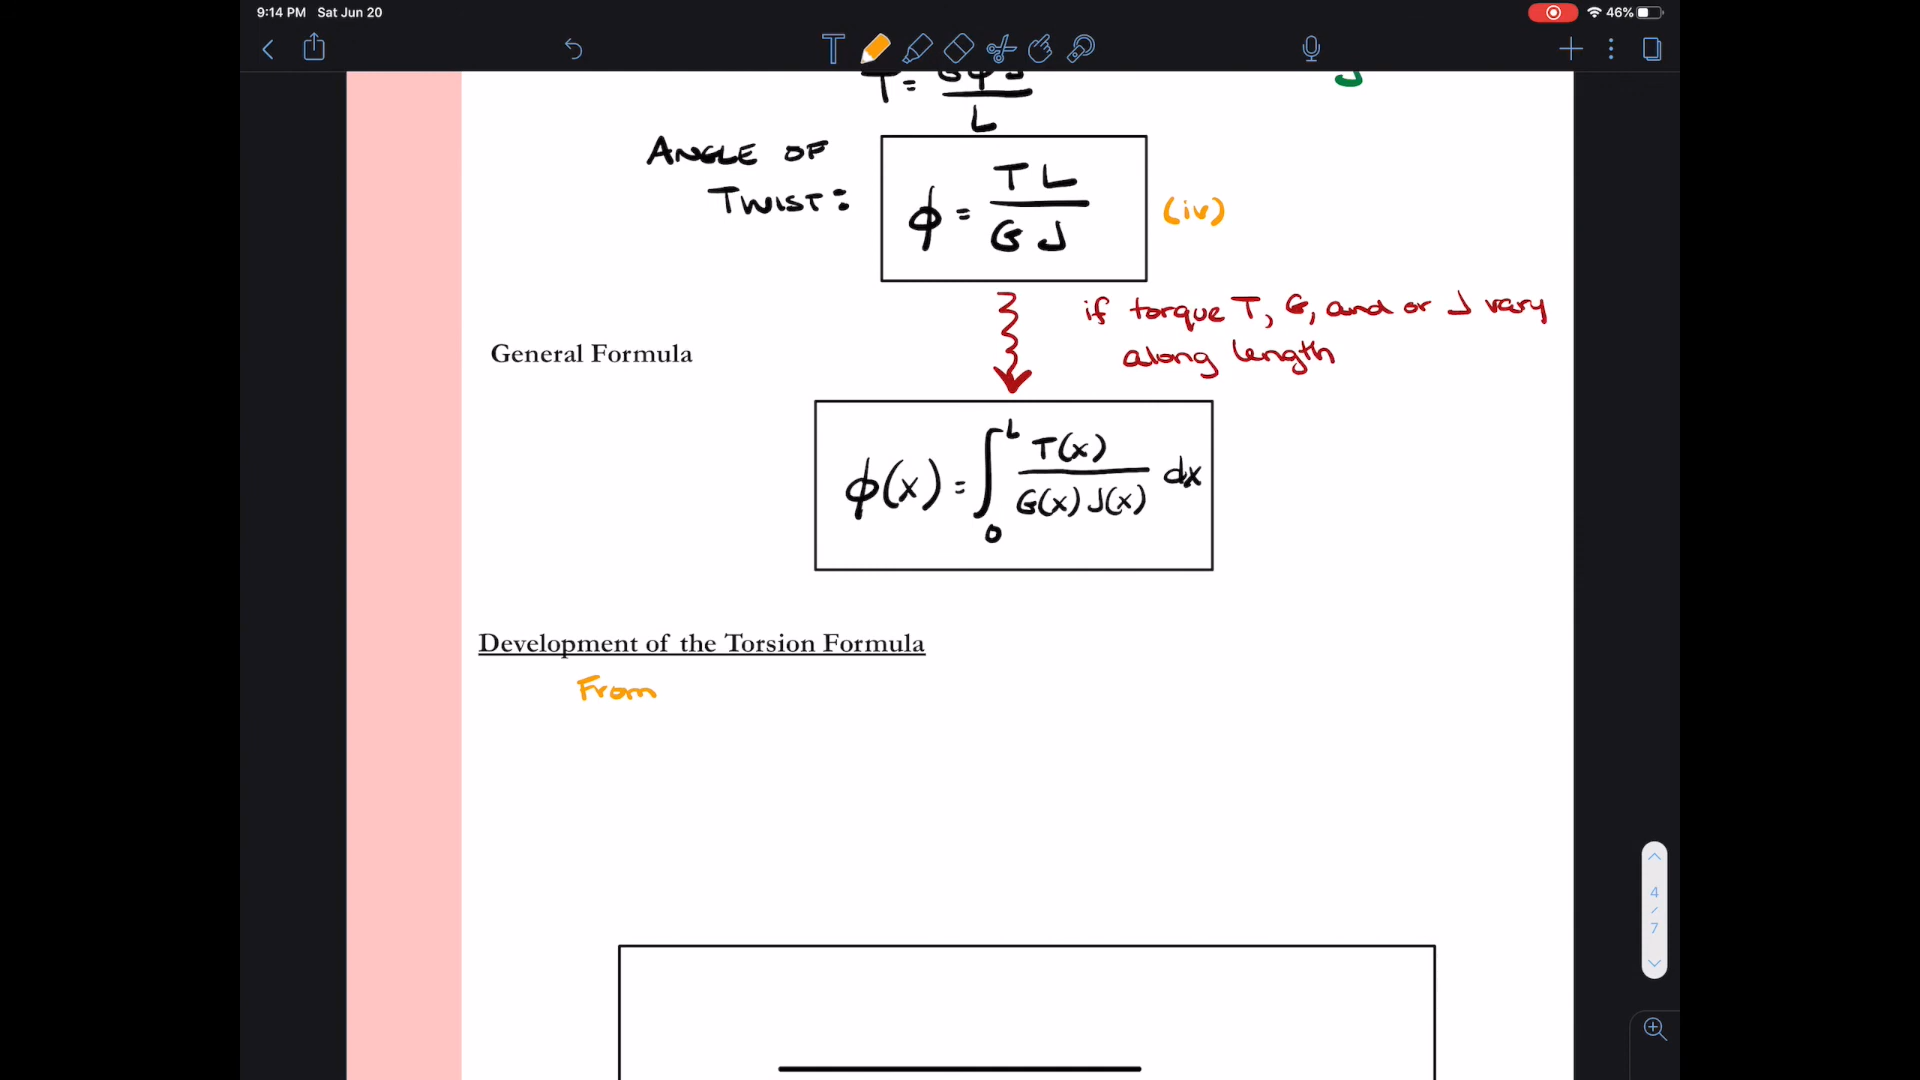 9:14 PM Sat Jun 20
46%
T
T = GϕJ / L
ANGLE OF
TWIST:
ϕ = TL / GJ
(iv)
if torque T, G, and or J vary
along length
General Formula
ϕ(x) = ∫₀ᴸ T(x) / G(x) J(x) dx
Development of the Torsion Formula
From
4
/
7